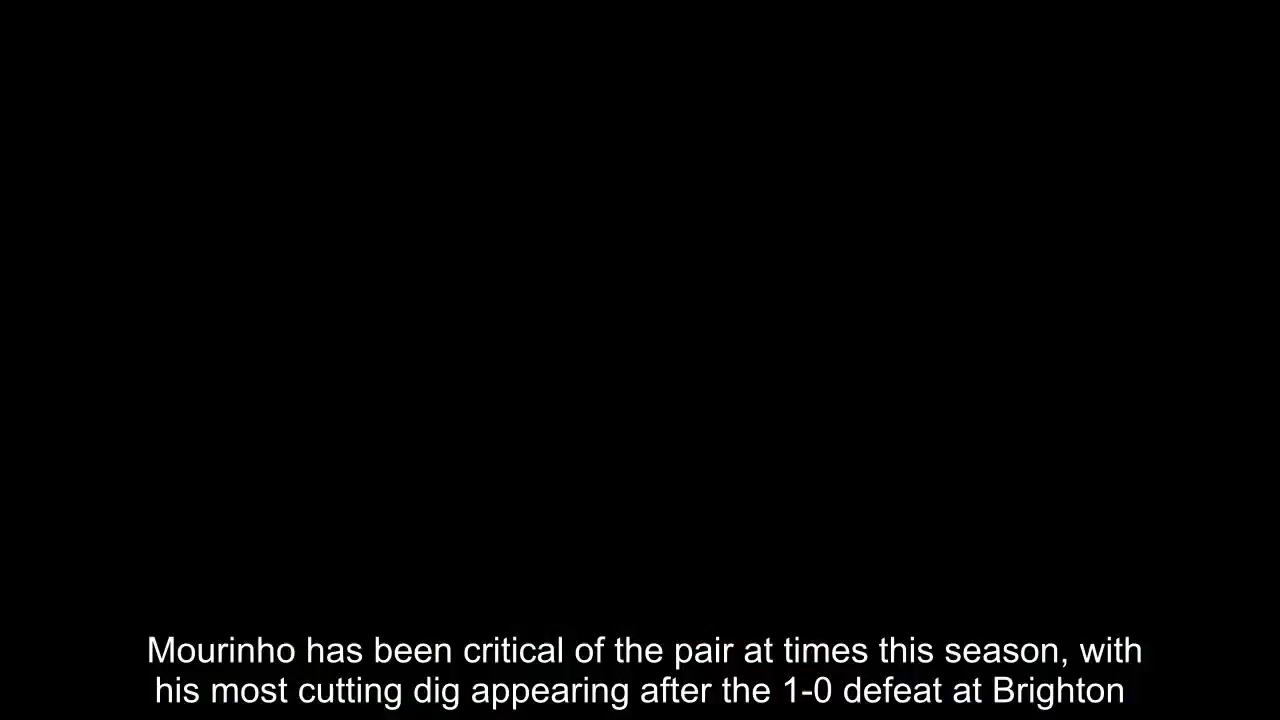 Mourinho has been critical of the pair at times this season, with
his most cutting dig appearing after the 1-0 defeat at Brighton